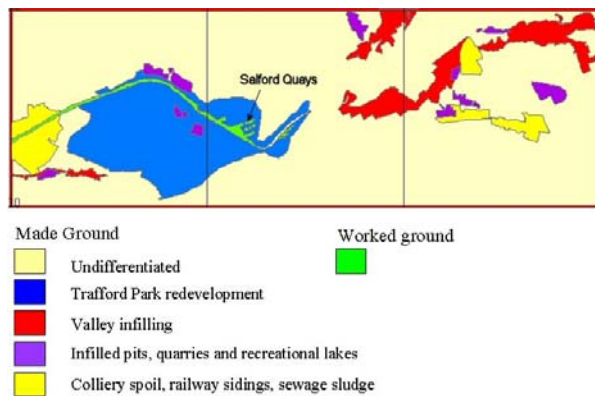 Salford Quays
Made Ground
Worked ground
Undifferentiated
Trafford Park redevelopment
Valley infilling
Infilled pits, quarries and recreational lakes
Colliery spoil, railway sidings, sewage sludge